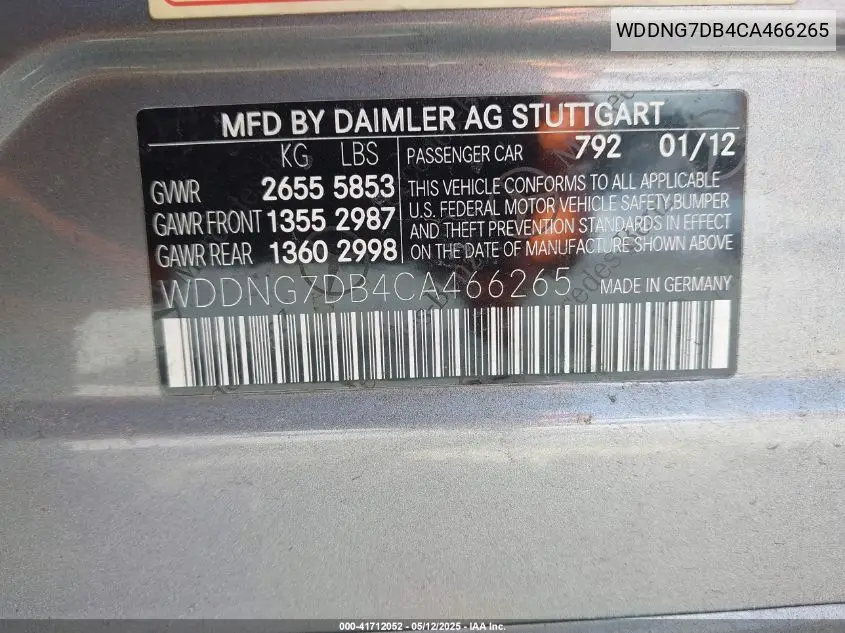 WDDNG7DB4CA466265
MFD BY DAIMLER AG STUTTGART
KG LBS PASSENGER CAR 792 01/12
GVWR 2655 5853 THIS VEHICLE CONFORMS TO ALL APPLICABLE
U.S. FEDERAL MOTOR VEHICLE SAFETY,BUMPER
GAWR FRONT 1355 2987 AND THEFT PREVENTION STANDARDS IN EFFECT
GAWR REAR 1360 2998 ON THE DATE OF MANUFACTURE SHOWN ABOVE
WDDNG7DB4CA466265 MADE IN GERMANY
000-41712052 - 05/12/2025 - IAA Inc.